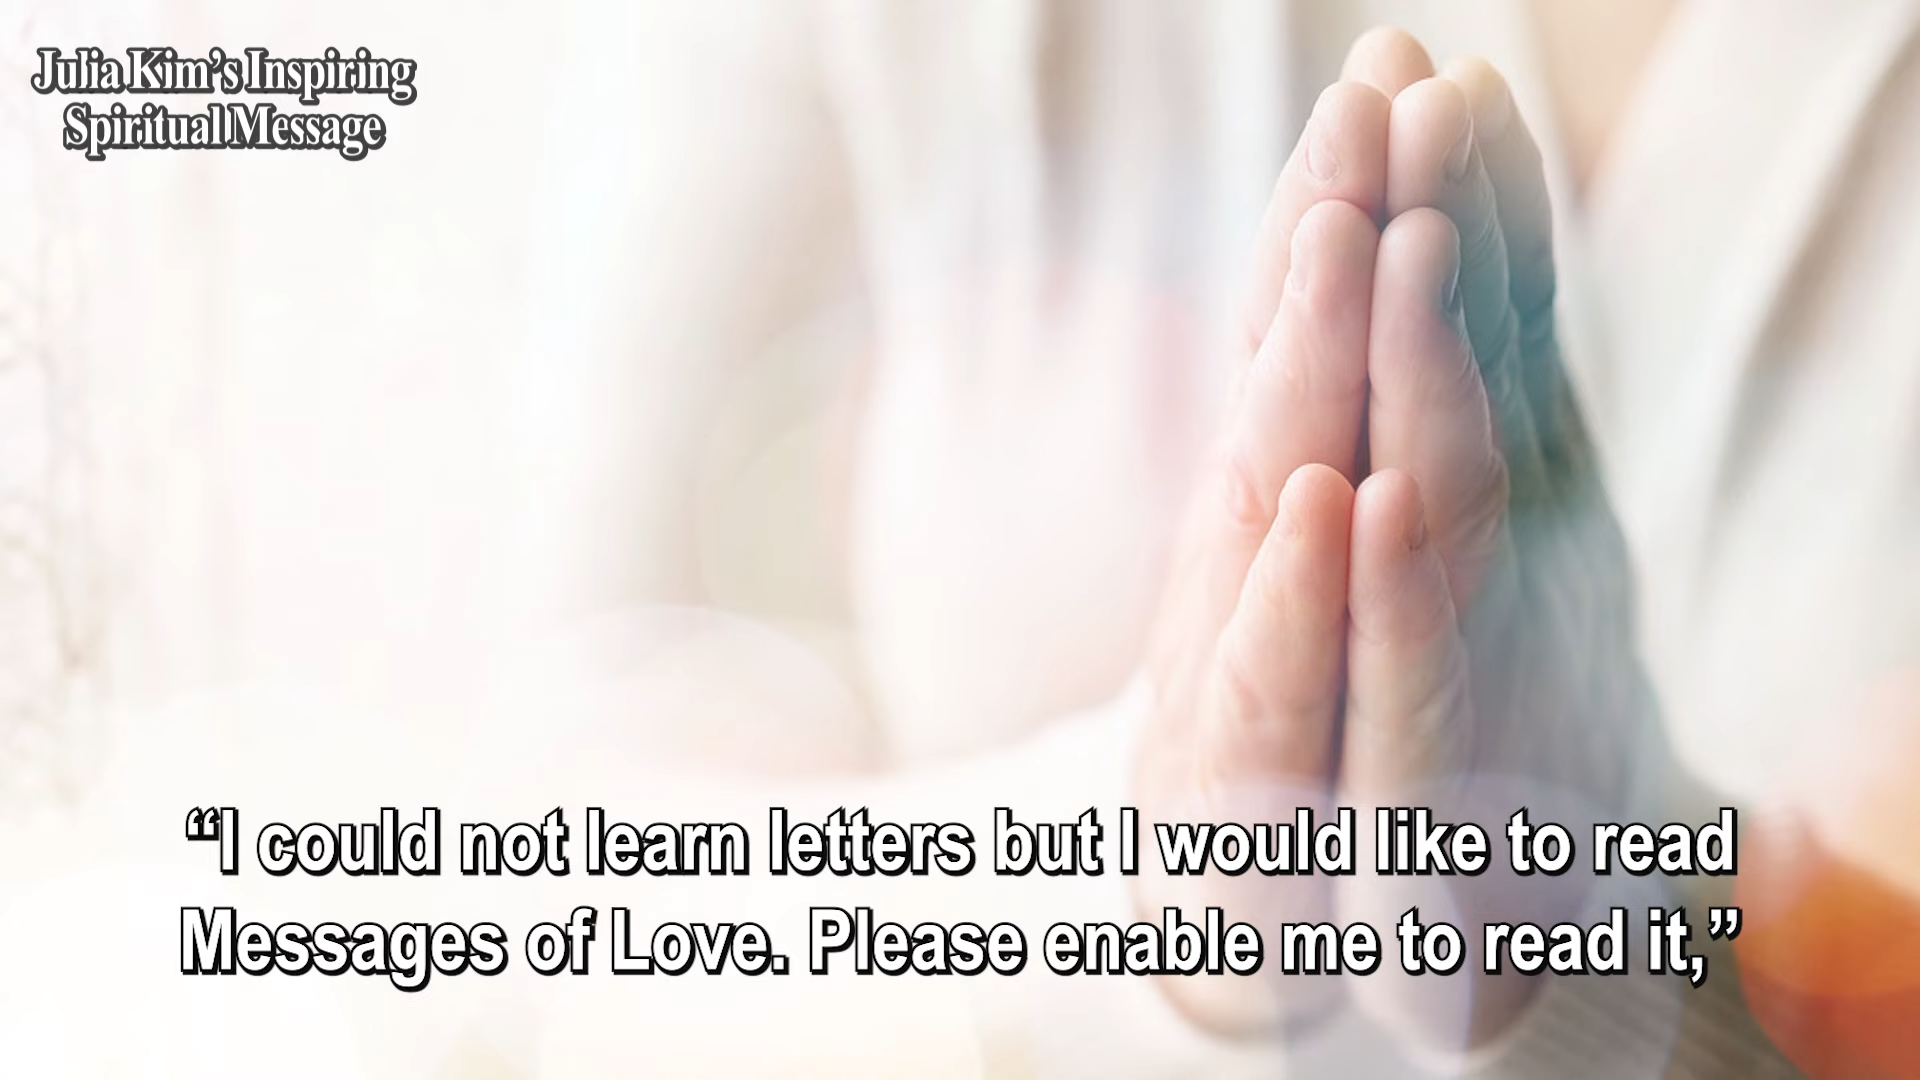 Julia Kim’s Inspiring
Spiritual Message
“I could not learn letters but I would like to read
Messages of Love. Please enable me to read it,”